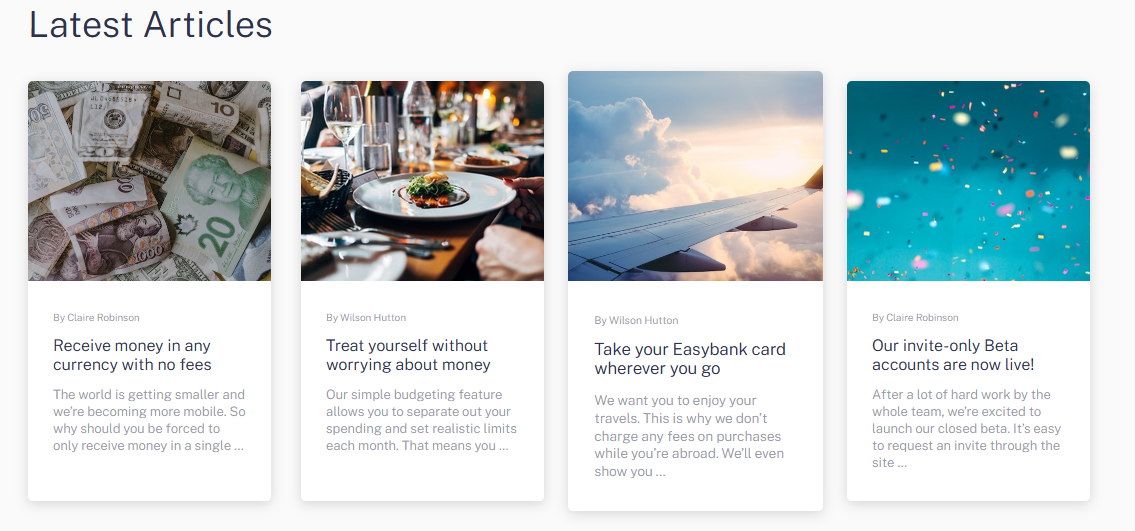 Latest Articles
10
20
1000
By Claire Robinson
Receive money in any
currency with no fees
The world is getting smaller and
we're becoming more mobile. So
why should you be forced to
only receive money in a single ...
By Wilson Hutton
Treat yourself without
worrying about money
Our simple budgeting feature
allows you to separate out your
spending and set realistic limits
each month. That means you ...
By Wilson Hutton
Take your Easybank card
wherever you go
We want you to enjoy your
travels. This is why we don't
charge any fees on purchases
while you're abroad. We'll even
show you ...
By Claire Robinson
Our invite-only Beta
accounts are now live!
After a lot of hard work by the
whole team, we're excited to
launch our closed beta. It's easy
to request an invite through the
site ...